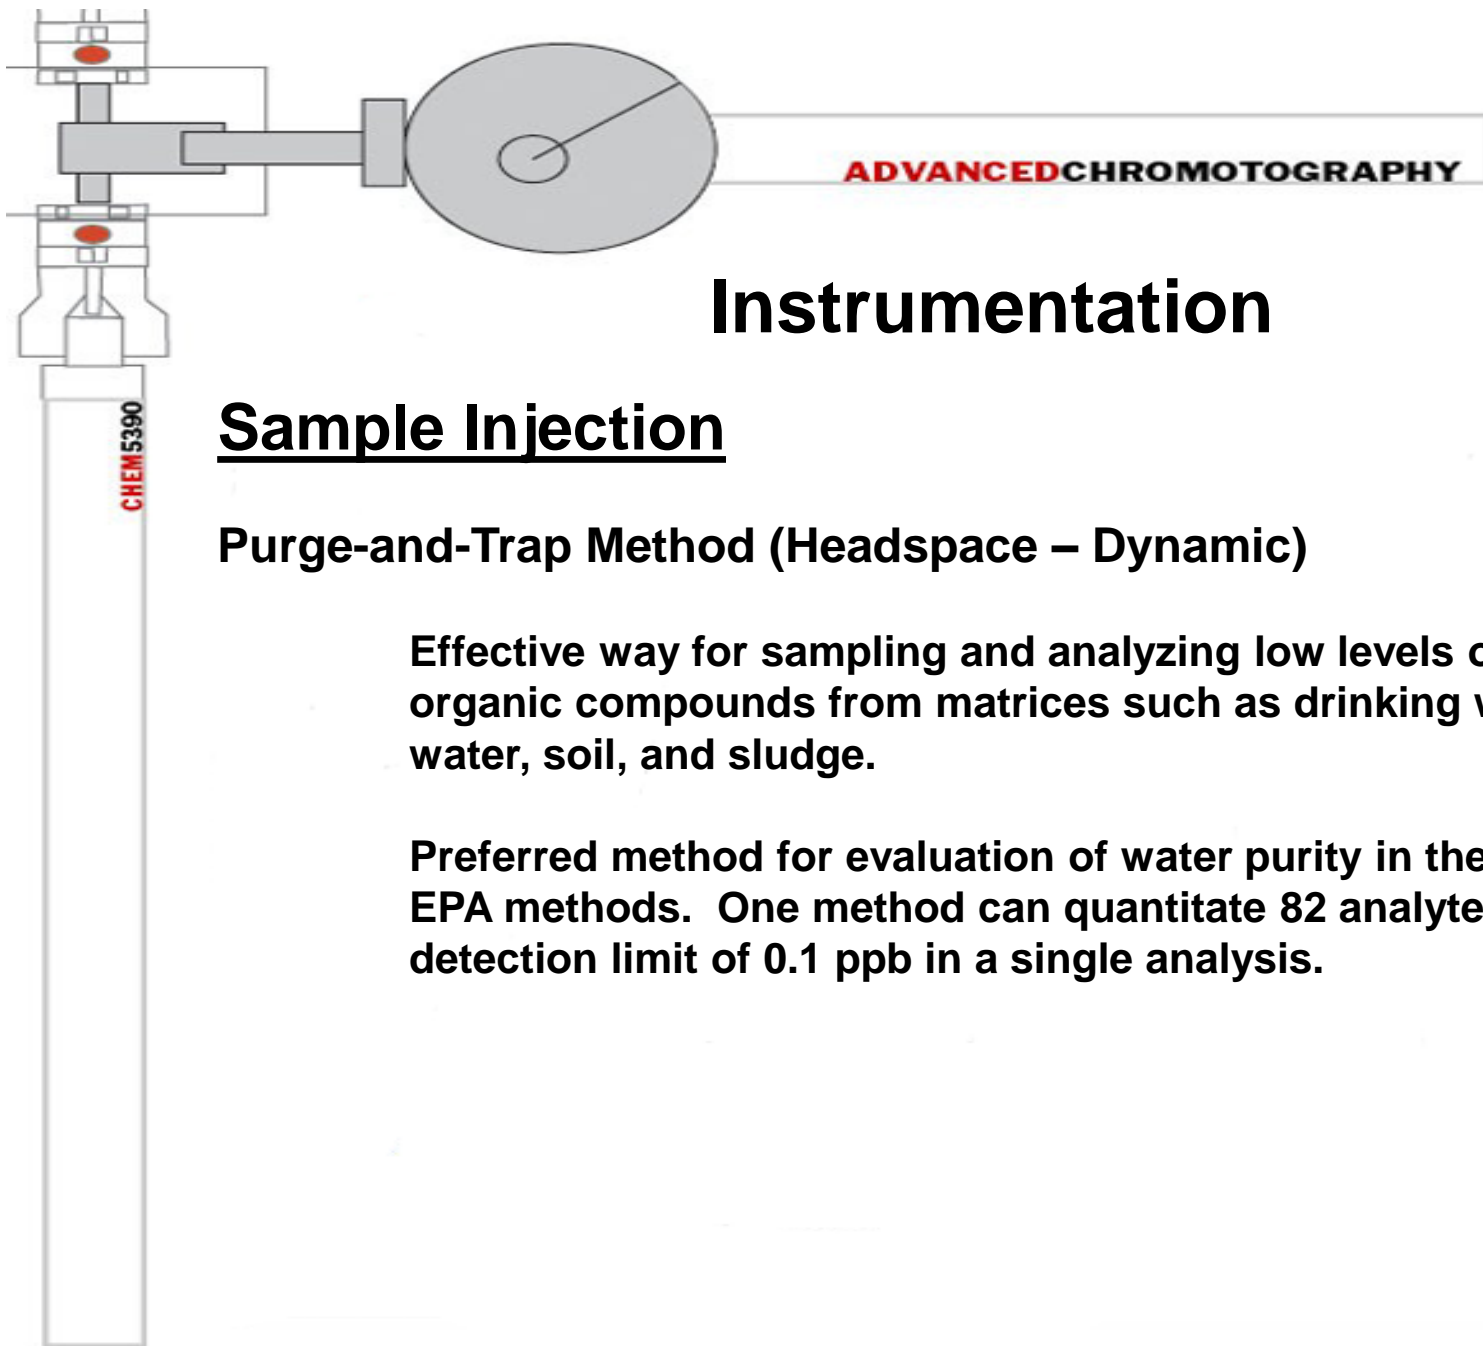 ADVANCEDCHROMOTOGRAPHY
Instrumentation
CHEM5390
Sample Injection
Purge-and-Trap Method (Headspace – Dynamic)
Effective way for sampling and analyzing low levels
organic compounds from matrices such as drinking
water, soil, and sludge.
Preferred method for evaluation of water purity in the
EPA methods.  One method can quantitate 82
detection limit of 0.1 ppb in a single analysis.